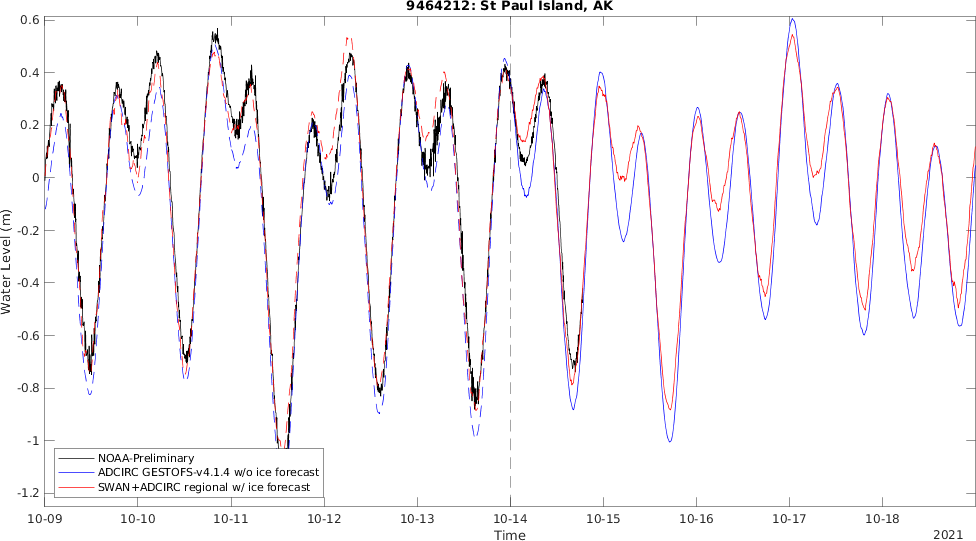 9464212: St Paul Island, AK
0.6
0.4
0.2
0
-0.2
-0.4
-0.6
-0.8
-1
-1.2
Water Level (m)
NOAA-Preliminary
ADCIRC GESTOFS-v4.1.4 w/o ice forecast
SWAN+ADCIRC regional w/ ice forecast
10-09 10-10 10-11 10-12 10-13 10-14 10-15 10-16 10-17 10-18
Time
2021